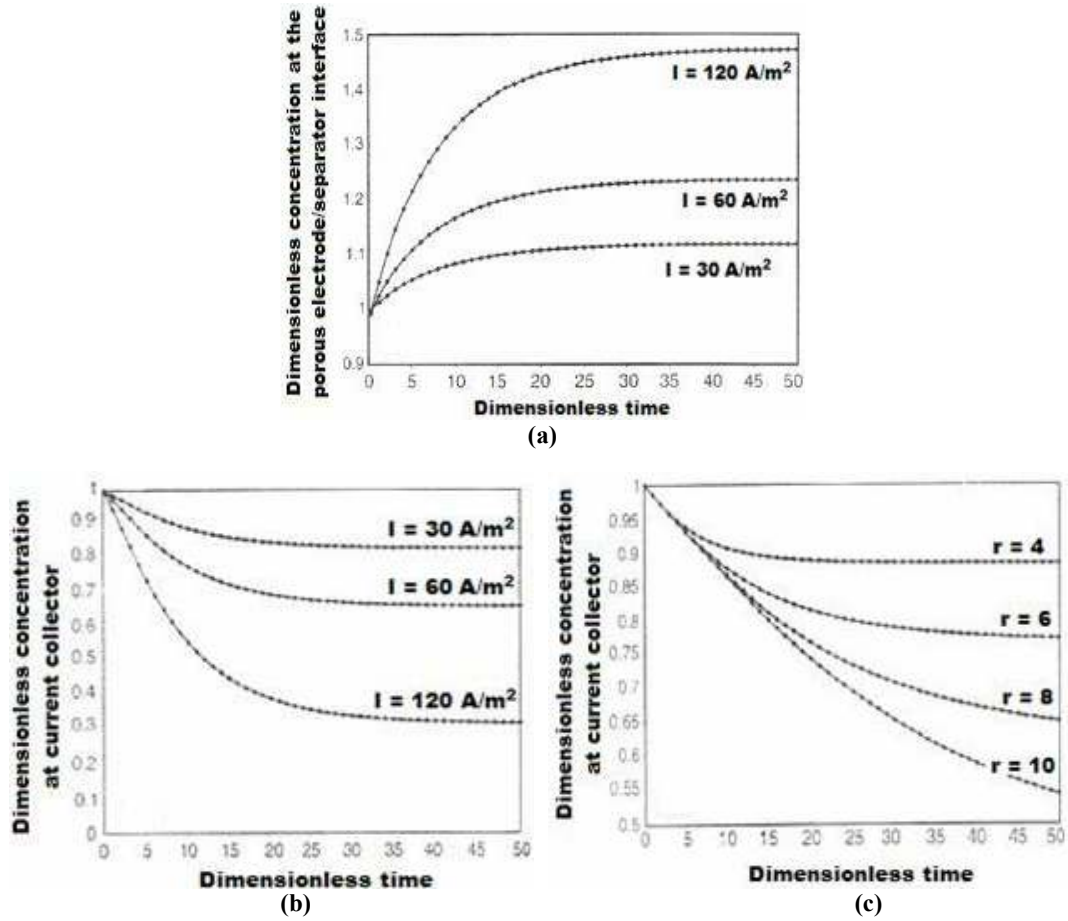 Dimensionless concentration at the
porous electrode/separator interface
1.5
1.4
1.3
1.2
1.1
1
0.9
I = 120 A/m²
I = 60 A/m²
I = 30 A/m²
0 5 10 15 20 25 30 35 40 45 50
Dimensionless time
(a)
Dimensionless concentration
at current collector
1
0.9
0.8
0.7
0.6
0.5
0.4
0.3
0.2
0.1
0
I = 30 A/m²
I = 60 A/m²
I = 120 A/m²
0 5 10 15 20 25 30 35 40 45 50
Dimensionless time
(b)
Dimensionless concentration
at current collector
1
0.95
0.9
0.85
0.8
0.75
0.7
0.65
0.6
0.55
0.5
r = 4
r = 6
r = 8
r = 10
0 5 10 15 20 25 30 35 40 45 50
Dimensionless time
(c)